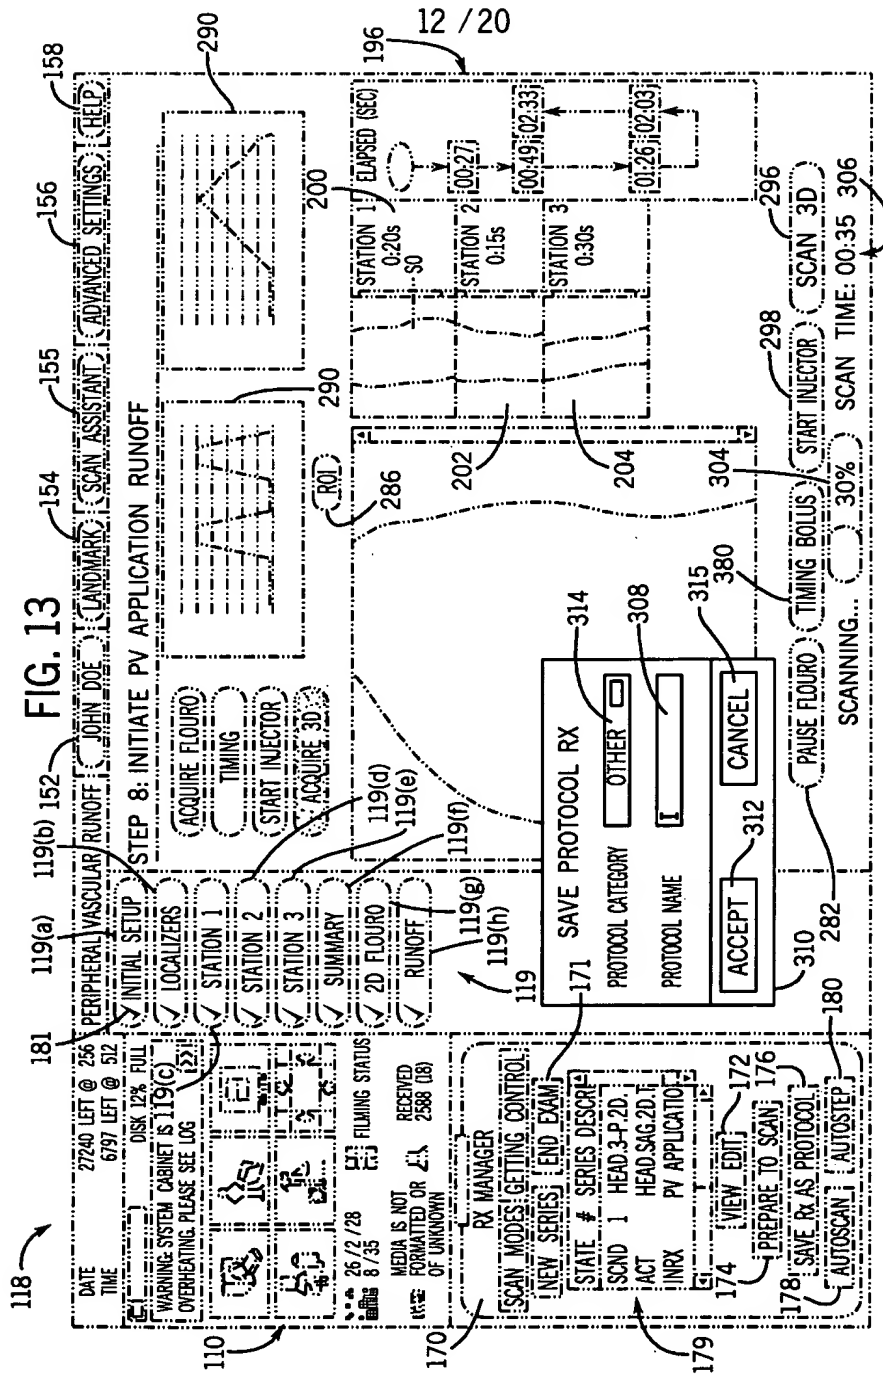 12 / 20
FIG. 13
118
119(a)
119(b)
152
154
155
156
158
DATE
TIME
27240 LEFT @ 256
6797 LEFT @ 512
DISK 12% FULL
WARNING: SYSTEM CABINET IS
OVERHEATING. PLEASE SEE LOG
>>
119(c)
181
PERIPHERAL VASCULAR RUNOFF
JOHN DOE
LANDMARK
SCAN ASSISTANT
ADVANCED SETTINGS
HELP
✓ INITIAL SETUP
✓ LOCALIZERS
✓ STATION 1
✓ STATION 2
✓ STATION 3
✓ SUMMARY
✓ 2D FLOURO
✓ RUNOFF
119(d)
119(e)
119(f)
119(g)
119(h)
119
STEP 8: INITIATE PV APPLICATION RUNOFF
ACQUIRE FLOURO
TIMING
START INJECTOR
ACQUIRE 3D
290
290
ROI
286
200
196
STATION 1
0:20s
S0
STATION 2
0:15s
STATION 3
0:30s
ELAPSED (SEC)
00:27
00:49
02:33
01:26
02:03
202
204
110
26/2/28
8/35
FILMING STATUS
MEDIA IS NOT
FORMATTED OR
OF UNKNOWN
RECEIVED
2588 (18)
170
RX MANAGER
SCAN MODES
GETTING CONTROL
NEW SERIES
END EXAM
171
STATE # SERIES DESCRI
SCND 1 HEAD.3-P.2D.
ACT HEAD.SAG.2D.T
INRX PV APPLICATIO
VIEW EDIT
172
174
PREPARE TO SCAN
SAVE Rx AS PROTOCOL
176
AUTOSCAN
AUTOSTEP
178
179
180
SAVE PROTOCOL RX
PROTOCOL CATEGORY
OTHER
314
PROTOCOL NAME
I
308
ACCEPT
312
CANCEL
315
310
282
380
304
298
296
PAUSE FLOURO
TIMING BOLUS
START INJECTOR
SCAN 3D
SCANNING...
30%
SCAN TIME: 00:35
306